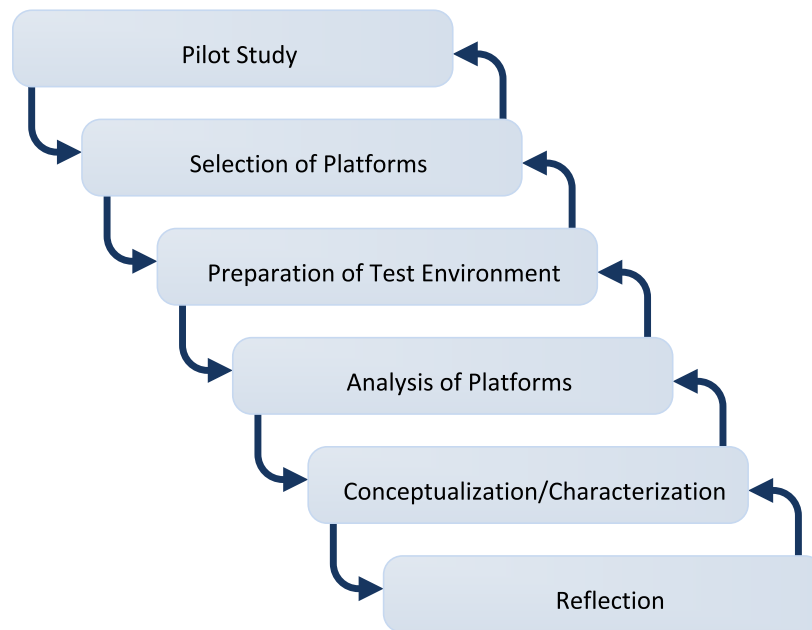 Pilot Study
Selection of Platforms
Preparation of Test Environment
Analysis of Platforms
Conceptualization/Characterization
Reflection